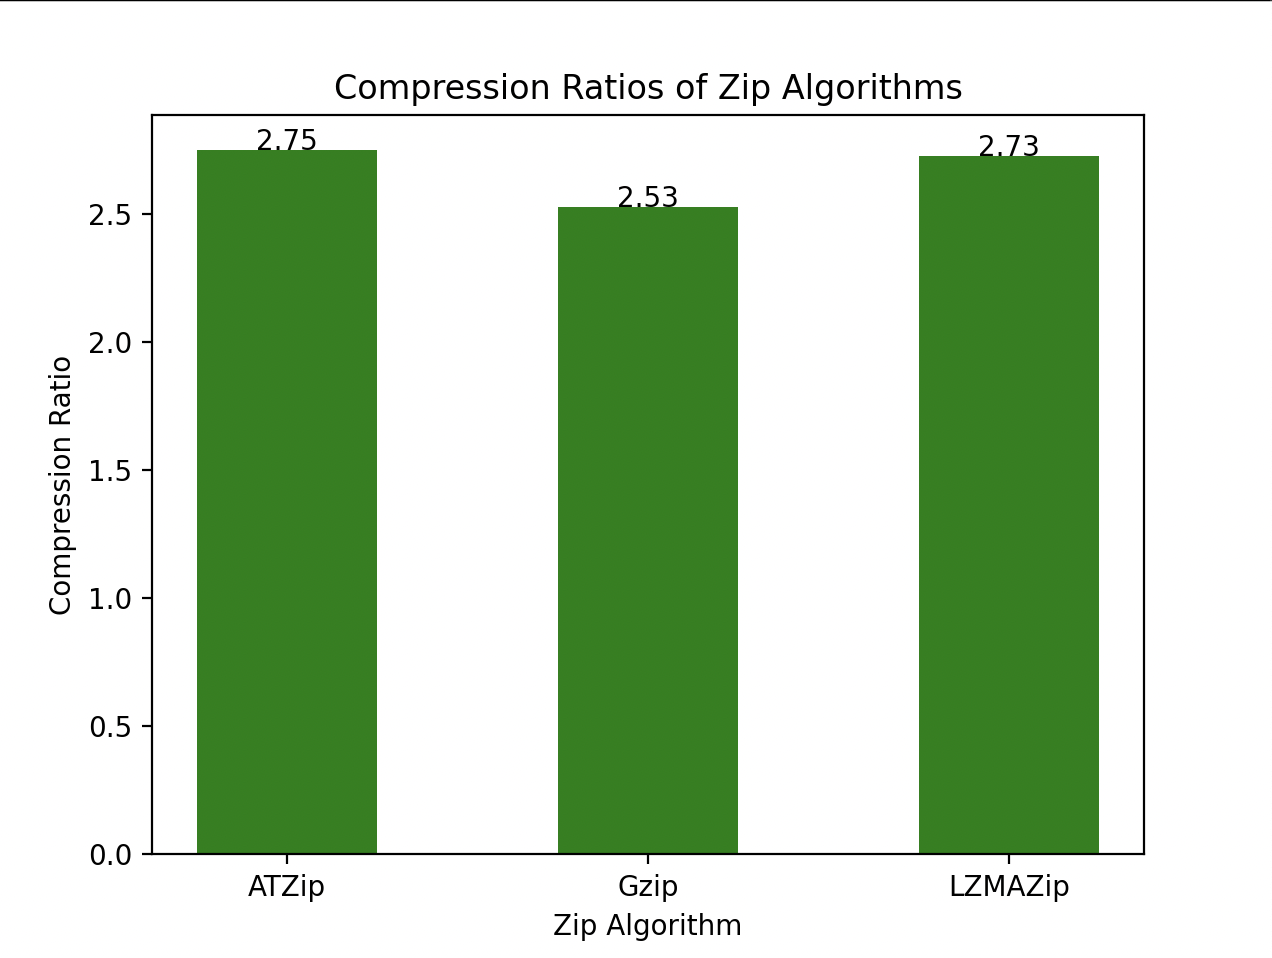 Compression Ratios of Zip Algorithms
2.75
2.53
2.73
2.5
2.0
1.5
1.0
0.5
0.0
Compression Ratio
ATZip
Gzip
LZMAZip
Zip Algorithm